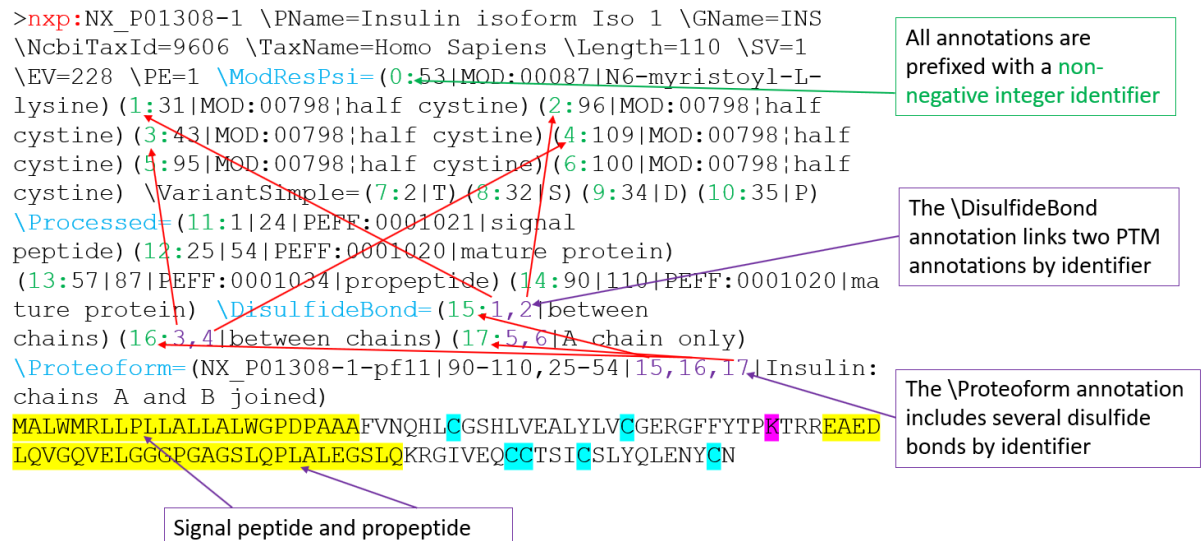 >nxp:NX_P01308-1 \PName=Insulin isoform Iso 1 \GName=INS
\NcbiTaxId=9606 \TaxName=Homo Sapiens \Length=110 \SV=1
\EV=228 \PE=1 \ModResPsi=(0:53|MOD:00087|N6-myristoyl-L-
lysine)(1:31|MOD:00798¦half cystine)(2:96|MOD:00798¦half
cystine)(3:43|MOD:00798¦half cystine)(4:109|MOD:00798¦half
cystine)(5:95|MOD:00798¦half cystine)(6:100|MOD:00798¦half
cystine) \VariantSimple=(7:2|T)(8:32|S)(9:34|D)(10:35|P)
\Processed=(11:1|24|PEFF:0001021|signal
peptide)(12:25|54|PEFF:0001020|mature protein)
(13:57|87|PEFF:0001034|propeptide)(14:90|110|PEFF:0001020|ma
ture protein) \DisulfideBond=(15:1,2|between
chains)(16:3,4|between chains)(17:5,6|A chain only)
\Proteoform=(NX_P01308-1-pf11|90-110,25-54|15,16,17|Insulin:
chains A and B joined)
MALWMRLLPLLALLALWGPDPAAAFVNQHLCGSHLVEALYLVCGERGFFYTPKTRREAED
LQVGQVELGGGPGAGSLQPLALEGSLQKRGIVEQCCTSICSLYQLENYCN
All annotations are
prefixed with a non-
negative integer identifier
The \DisulfideBond
annotation links two PTM
annotations by identifier
The \Proteoform annotation
includes several disulfide
bonds by identifier
Signal peptide and propeptide